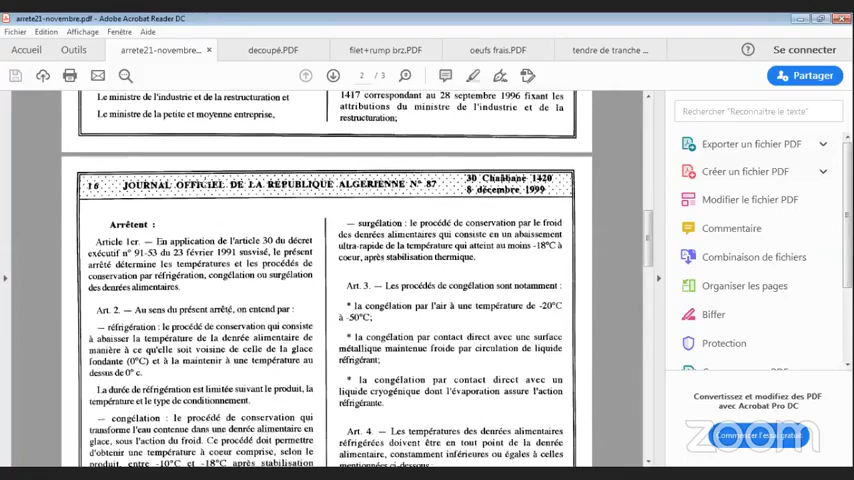 arrete21-novembre.pdf - Adobe Acrobat Reader DC
Fichier Edition Affichage Fenêtre Aide
Accueil Outils arrete21-novembre... × decoupé.PDF filet+rump brz.PDF oeufs frais.PDF tendre de tranche ... Se connecter
2 / 3
Partager
Le ministre de l'industrie et de la restructuration et
Le ministre de la petite et moyenne entreprise,
1417 correspondant au 28 septembre 1996 fixant les
attributions du ministre de l'industrie et de la
restructuration;
16 JOURNAL OFFICIEL DE LA REPUBLIQUE ALGERIENNE N° 87
30 Chaâbane 1420
8 décembre 1999
Arrêtent :
Article 1er. — En application de l'article 30 du décret
exécutif n° 91-53 du 23 février 1991 susvisé, le présent
arrêté détermine les températures et les procédés de
conservation par réfrigération, congélation ou surgélation
des denrées alimentaires.
Art. 2. — Au sens du présent arrêté, on entend par :
— réfrigération : le procédé de conservation qui consiste
à abaisser la température de la denrée alimentaire de
manière à ce qu'elle soit voisine de celle de la glace
fondante (0°C) et à la maintenir à une température au
dessus de 0° c.
La durée de réfrigération est limitée suivant le produit, la
température et le type de conditionnement.
— congélation : le procédé de conservation qui
transforme l'eau contenue dans une denrée alimentaire en
glace, sous l'action du froid. Ce procédé doit permettre
d'obtenir une température à coeur comprise, selon le
produit, entre -10°C et -18°C après stabilisation
— surgélation : le procédé de conservation par le froid
des denrées alimentaires qui consiste en un abaissement
ultra-rapide de la température qui atteint au moins -18°C à
coeur, après stabilisation thermique.
Art. 3. — Les procédés de congélation sont notamment :
* la congélation par l'air à une température de -20°C
à -50°C;
* la congélation par contact direct avec une surface
métallique maintenue froide par circulation de liquide
réfrigérant;
* la congélation par contact direct avec un
liquide cryogénique dont l'évaporation assure l'action
réfrigérante.
Art. 4. — Les températures des denrées alimentaires
réfrigérées doivent être en tout point de la denrée
alimentaire, constamment inférieures ou égales à celles
mentionnées ci-dessous :
Rechercher "Reconnaitre le texte"
Exporter un fichier PDF
Créer un fichier PDF
Modifier le fichier PDF
Commentaire
Combinaison de fichiers
Organiser les pages
Biffer
Protection
Convertissez et modifiez des PDF
avec Acrobat Pro DC
Commencer l'essai gratuit
zoom